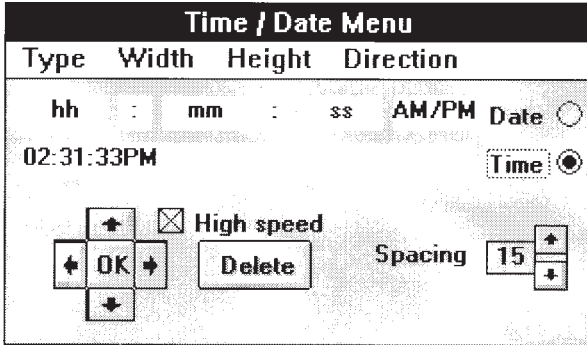 Time / Date Menu
Type Width Height Direction
hh : mm : ss AM/PM Date
02:31:33PM
Time
High speed
OK Delete Spacing 15